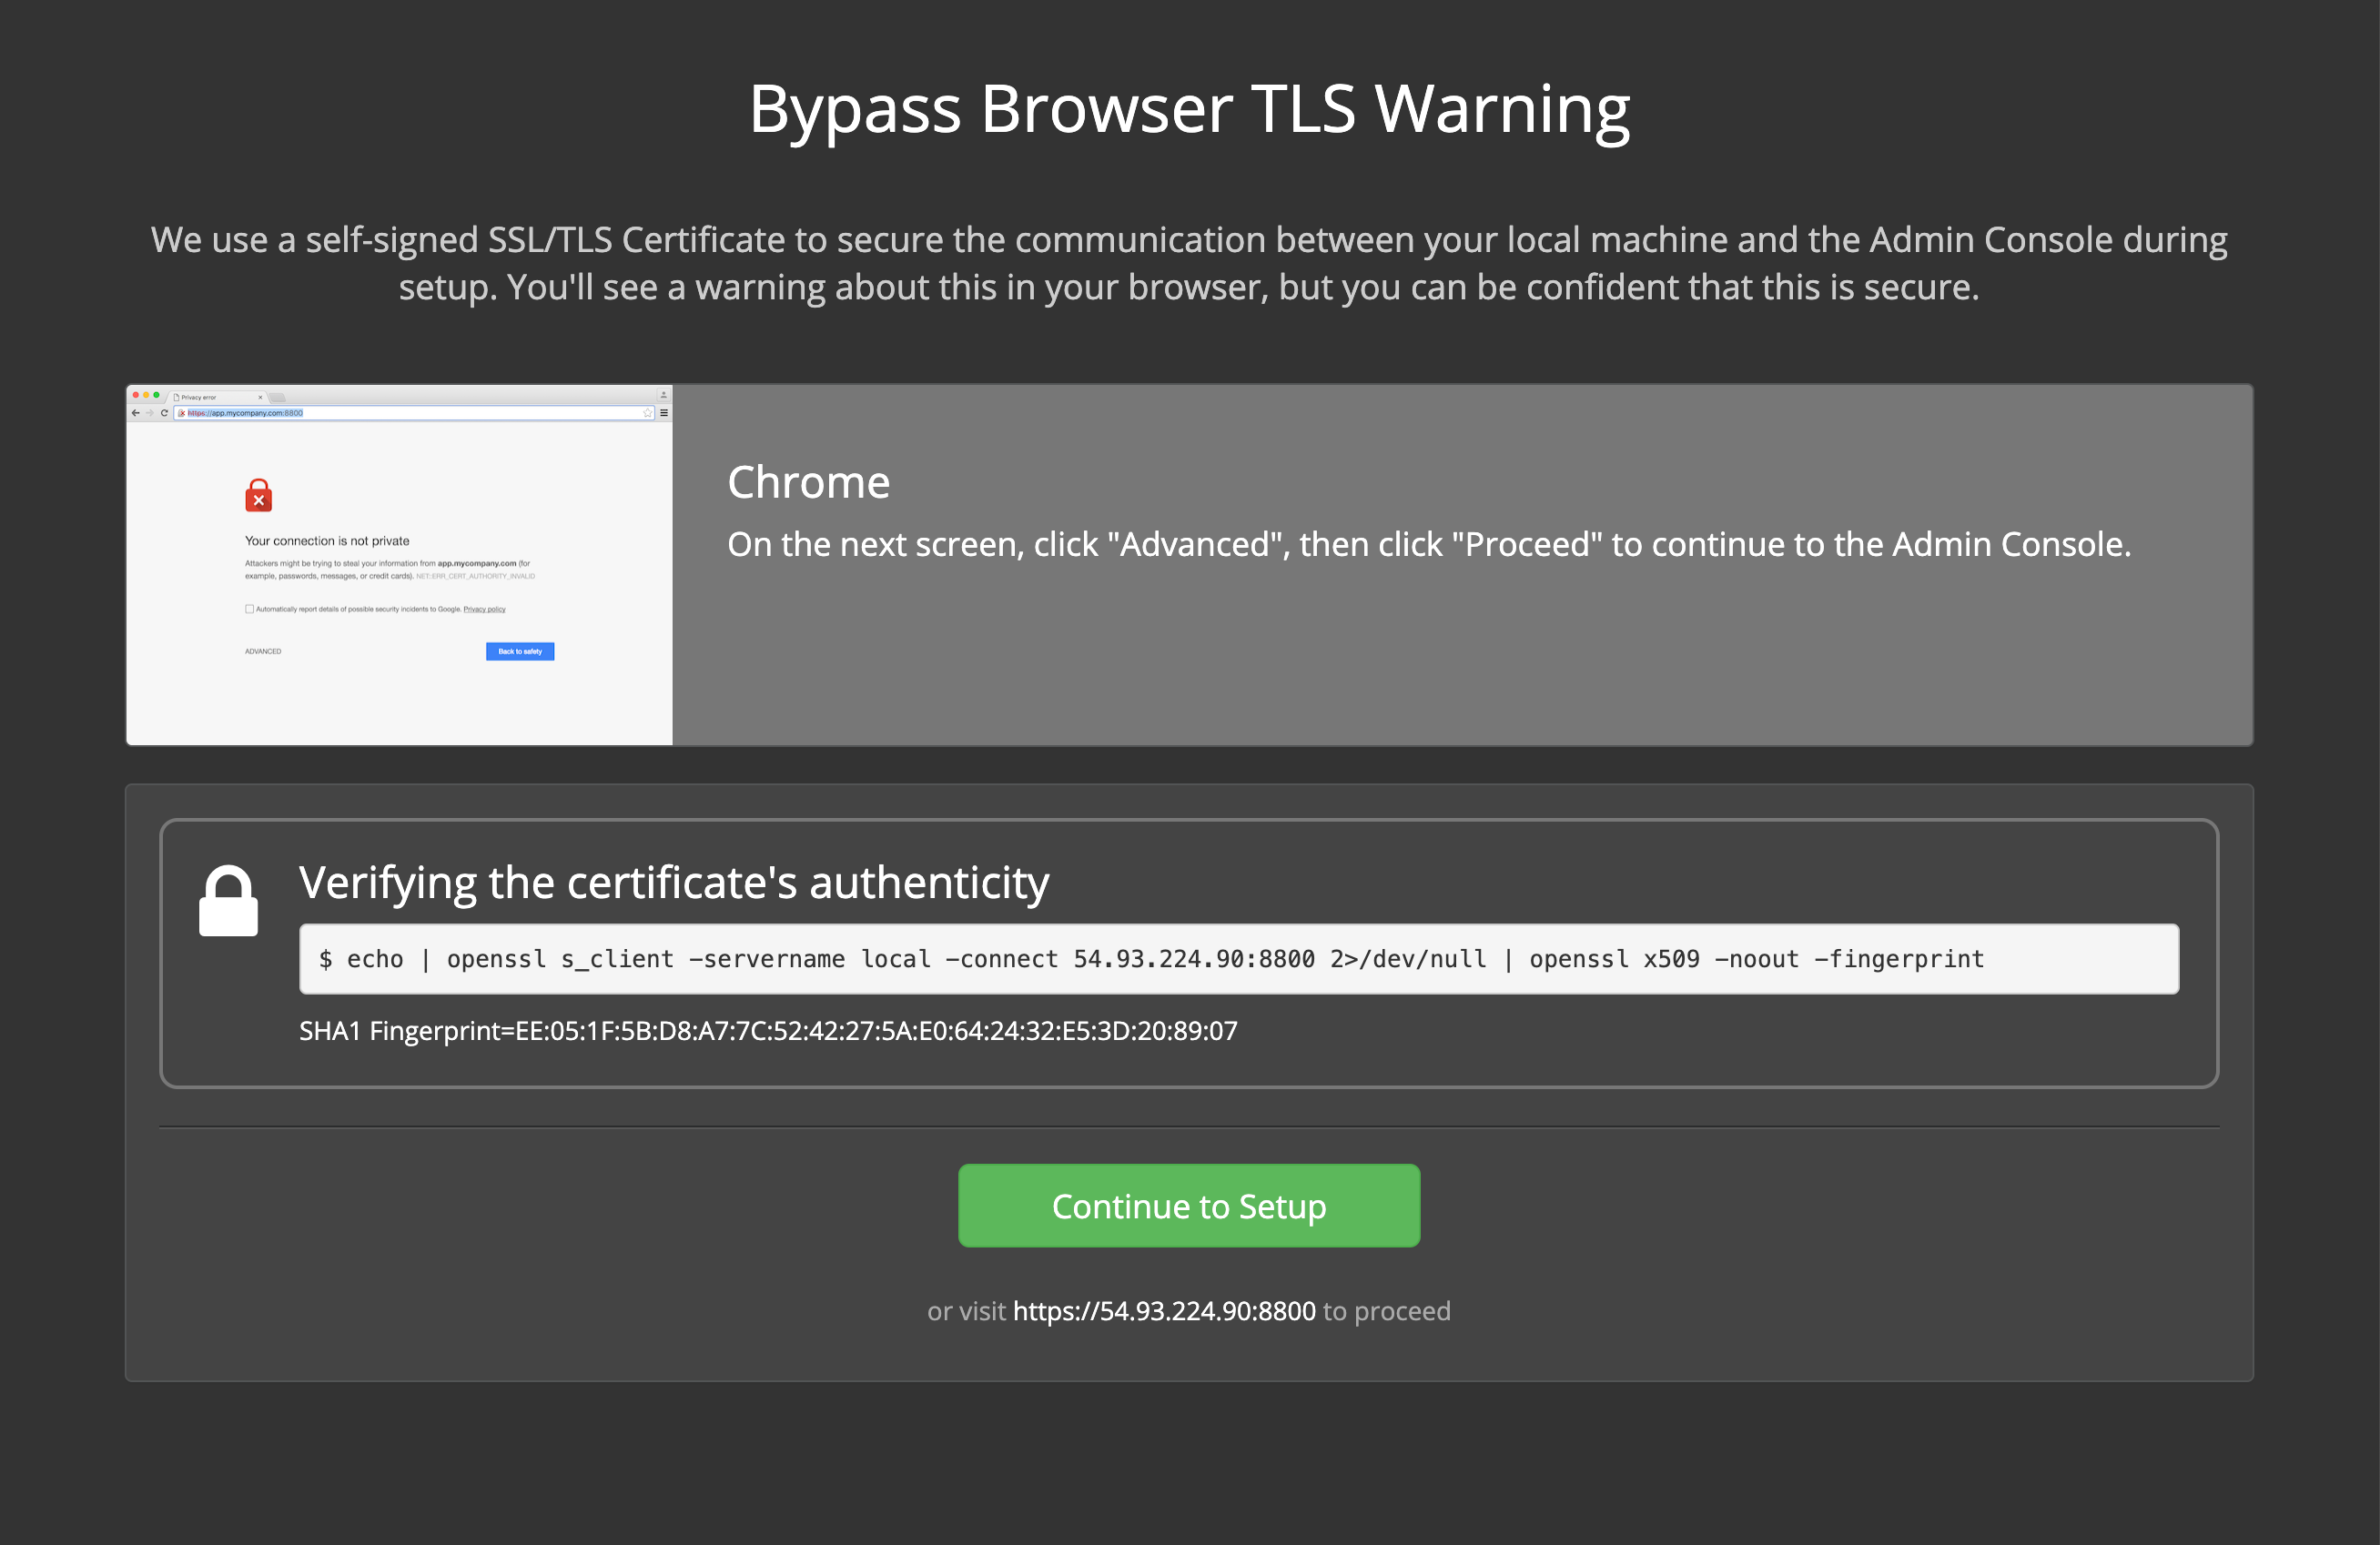 Bypass Browser TLS Warning
We use a self-signed SSL/TLS Certificate to secure the communication between your local machine and the Admin Console during
setup. You'll see a warning about this in your browser, but you can be confident that this is secure.
Privacy error
https://app.mycompany.com:8800
Your connection is not private
Attackers might be trying to steal your information from app.mycompany.com (for
example, passwords, messages, or credit cards). NET::ERR_CERT_AUTHORITY_INVALID
Automatically report details of possible security incidents to Google. Privacy policy
ADVANCED
Back to safety
Chrome
On the next screen, click "Advanced", then click "Proceed" to continue to the Admin Console.
Verifying the certificate's authenticity
$ echo | openssl s_client -servername local -connect 54.93.224.90:8800 2>/dev/null | openssl x509 -noout -fingerprint
SHA1 Fingerprint=EE:05:1F:5B:D8:A7:7C:52:42:27:5A:E0:64:24:32:E5:3D:20:89:07
Continue to Setup
or visit https://54.93.224.90:8800 to proceed